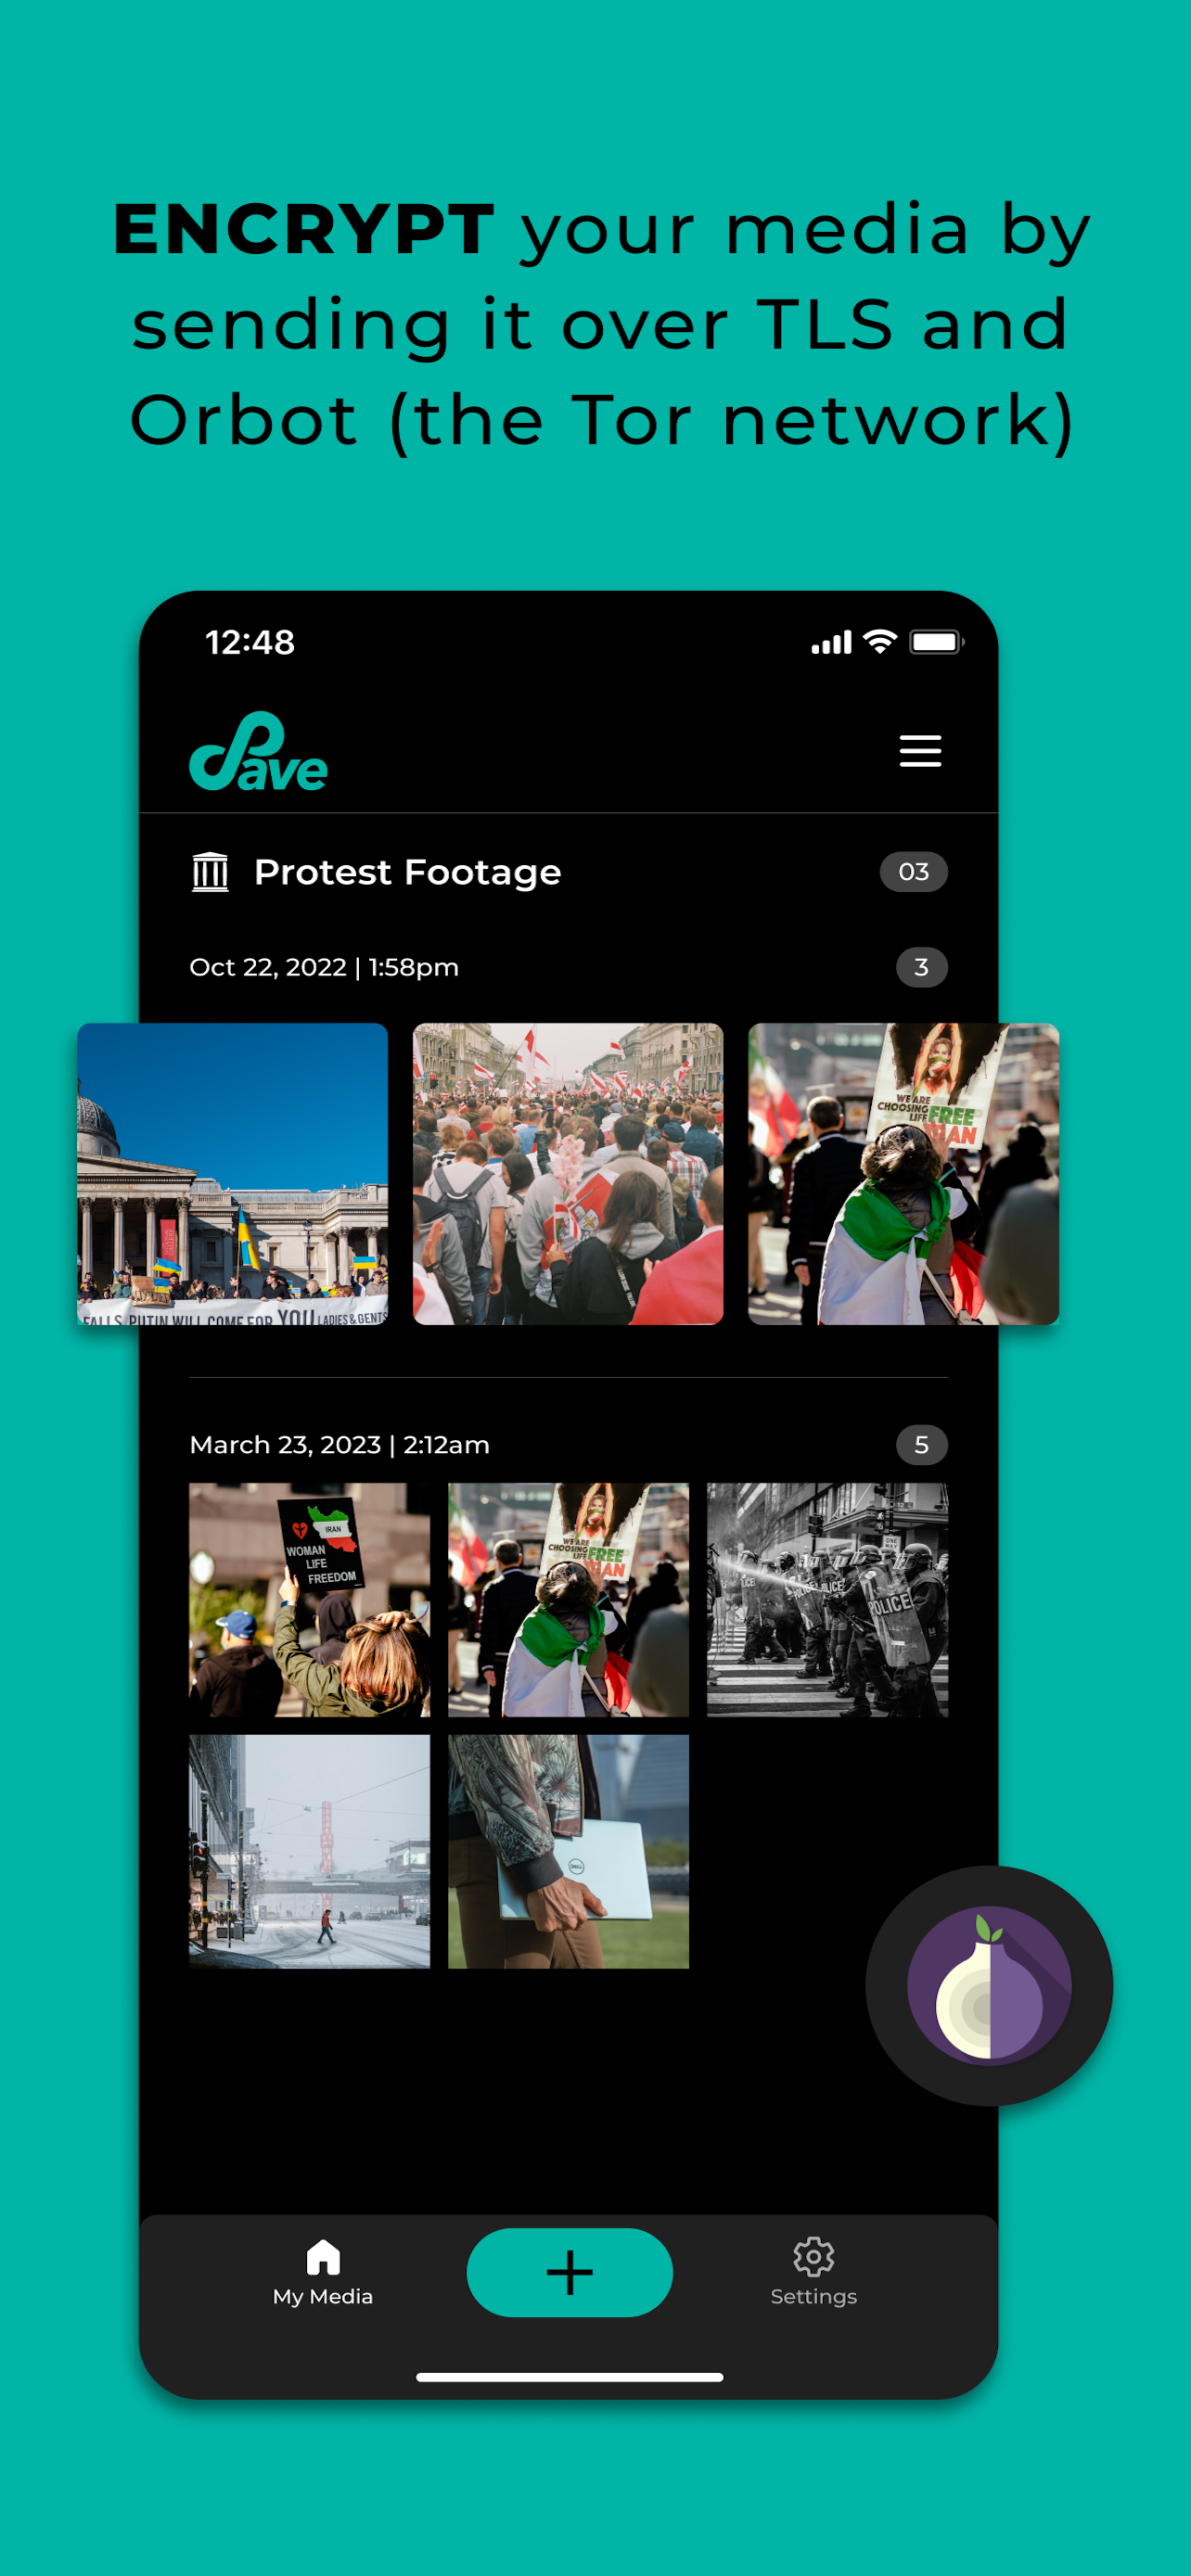 ENCRYPT your media by
sending it over TLS and
Orbot (the Tor network)
12:48
Save
Protest Footage
03
Oct 22, 2022 | 1:58pm
3
WE ARE
CHOOSING
LIFE FREE
FALLS, PUTIN WILL COME FOR YOU LADIES & GENTS
March 23, 2023 | 2:12am
5
IRAN
WOMAN
LIFE
FREEDOM
WE ARE
CHOOSING
LIFE FREE
POLICE
DELL
My Media
Settings